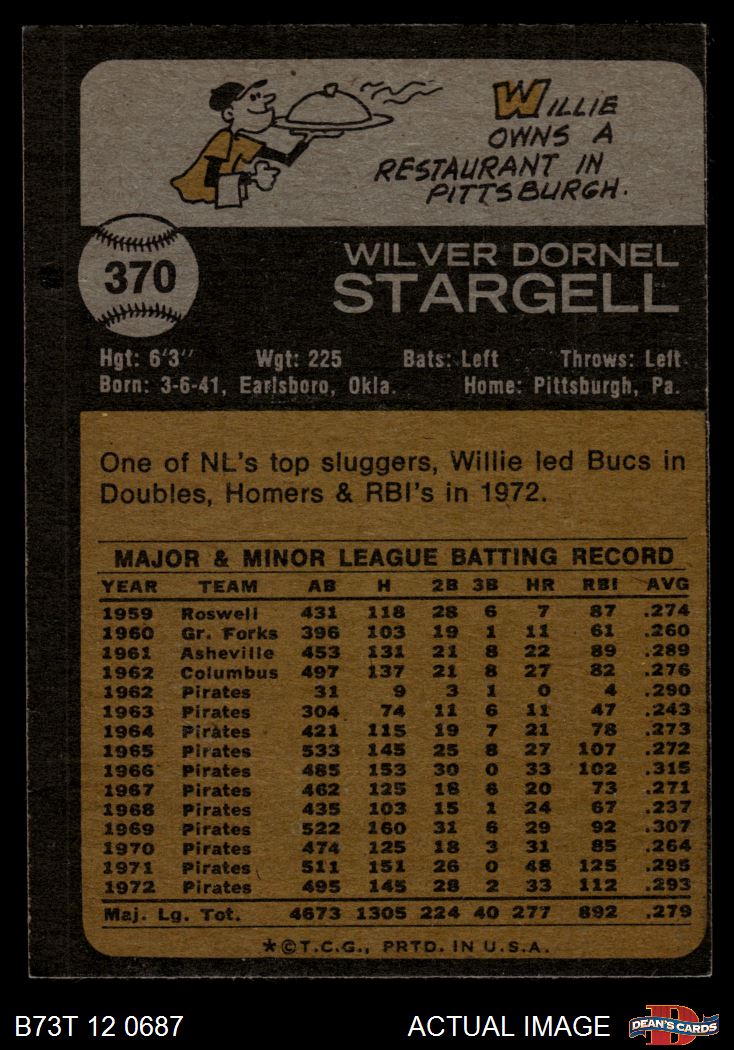 WILLIE
OWNS A
RESTAURANT IN
PITTSBURGH.
370
WILVER DORNEL
STARGELL
Hgt: 6'3" Wgt: 225 Bats: Left Throws: Left
Born: 3-6-41, Earlsboro, Okla. Home: Pittsburgh, Pa.
One of NL's top sluggers, Willie led Bucs in
Doubles, Homers & RBI's in 1972.
MAJOR & MINOR LEAGUE BATTING RECORD
YEAR TEAM AB H 2B 3B HR RBI AVG
1959 Roswell 431 118 28 6 7 87 .274
1960 Gr. Forks 396 103 19 1 11 61 .260
1961 Asheville 453 131 21 8 22 89 .289
1962 Columbus 497 137 21 8 27 82 .276
1962 Pirates 31 9 3 1 0 4 .290
1963 Pirates 304 74 11 6 11 47 .243
1964 Pirates 421 115 19 7 21 78 .273
1965 Pirates 533 145 25 8 27 107 .272
1966 Pirates 485 153 30 0 33 102 .315
1967 Pirates 462 125 18 6 20 73 .271
1968 Pirates 435 103 15 1 24 67 .237
1969 Pirates 522 160 31 6 29 92 .307
1970 Pirates 474 125 18 3 31 85 .264
1971 Pirates 511 151 26 0 48 125 .295
1972 Pirates 495 145 28 2 33 112 .293
Maj. Lg. Tot. 4673 1305 224 40 277 892 .279
*©T.C.G., PRTD. IN U.S.A.
B73T 12 0687 ACTUAL IMAGE DEAN'S CARDS